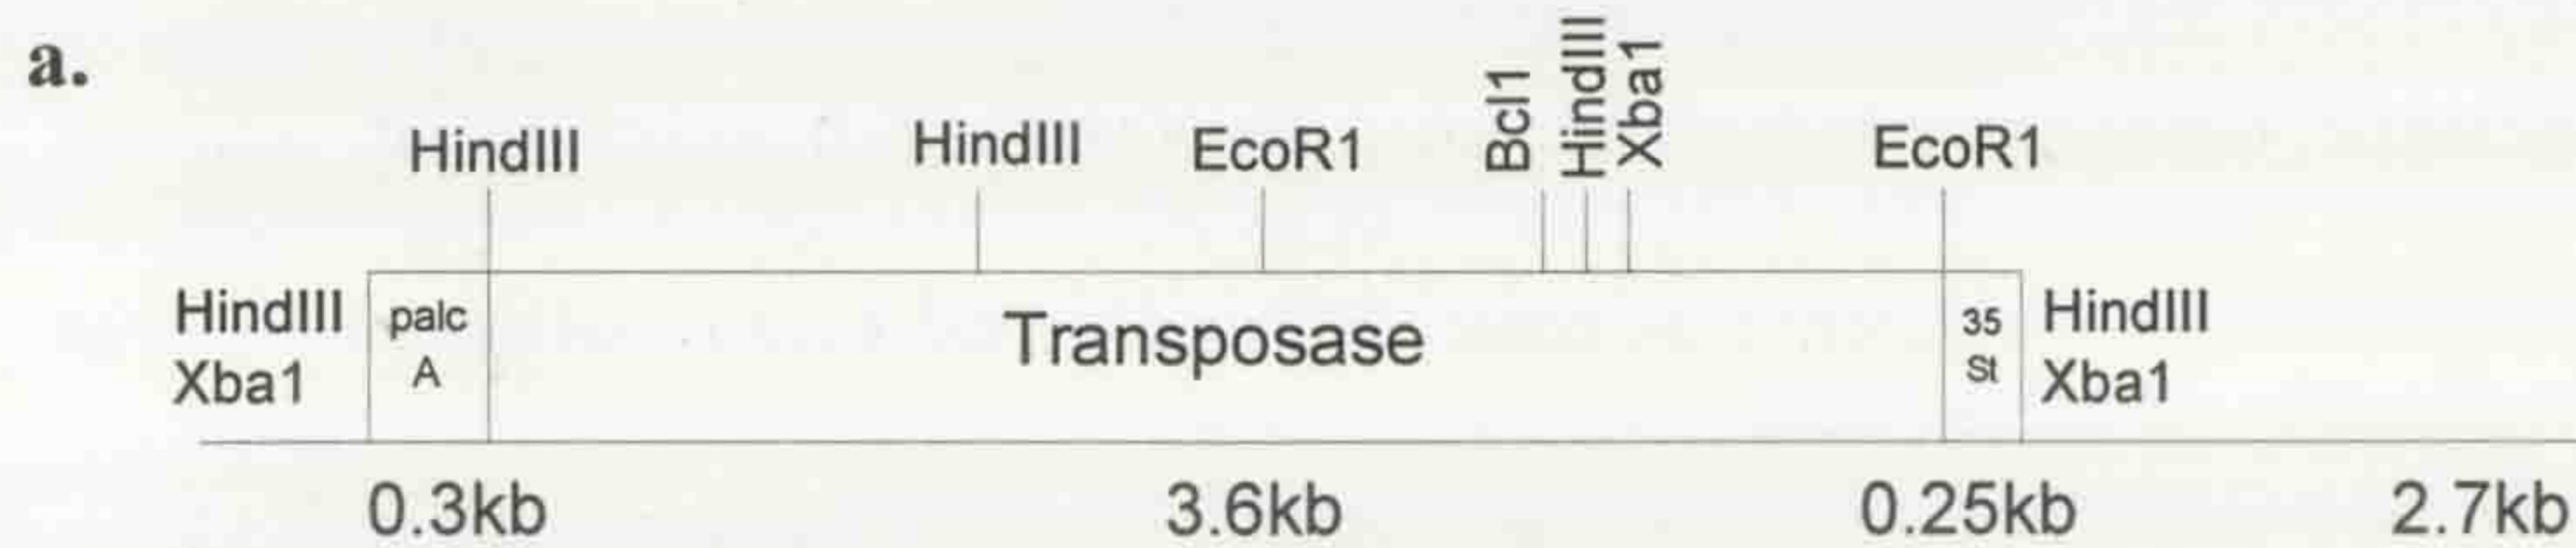 a.
HindIII
HindIII
EcoR1
Bcl1
HindIII
Xba1
EcoR1
HindIII
Xba1
palc
A
Transposase
35
St
HindIII
Xba1
0.3kb
3.6kb
0.25kb
2.7kb